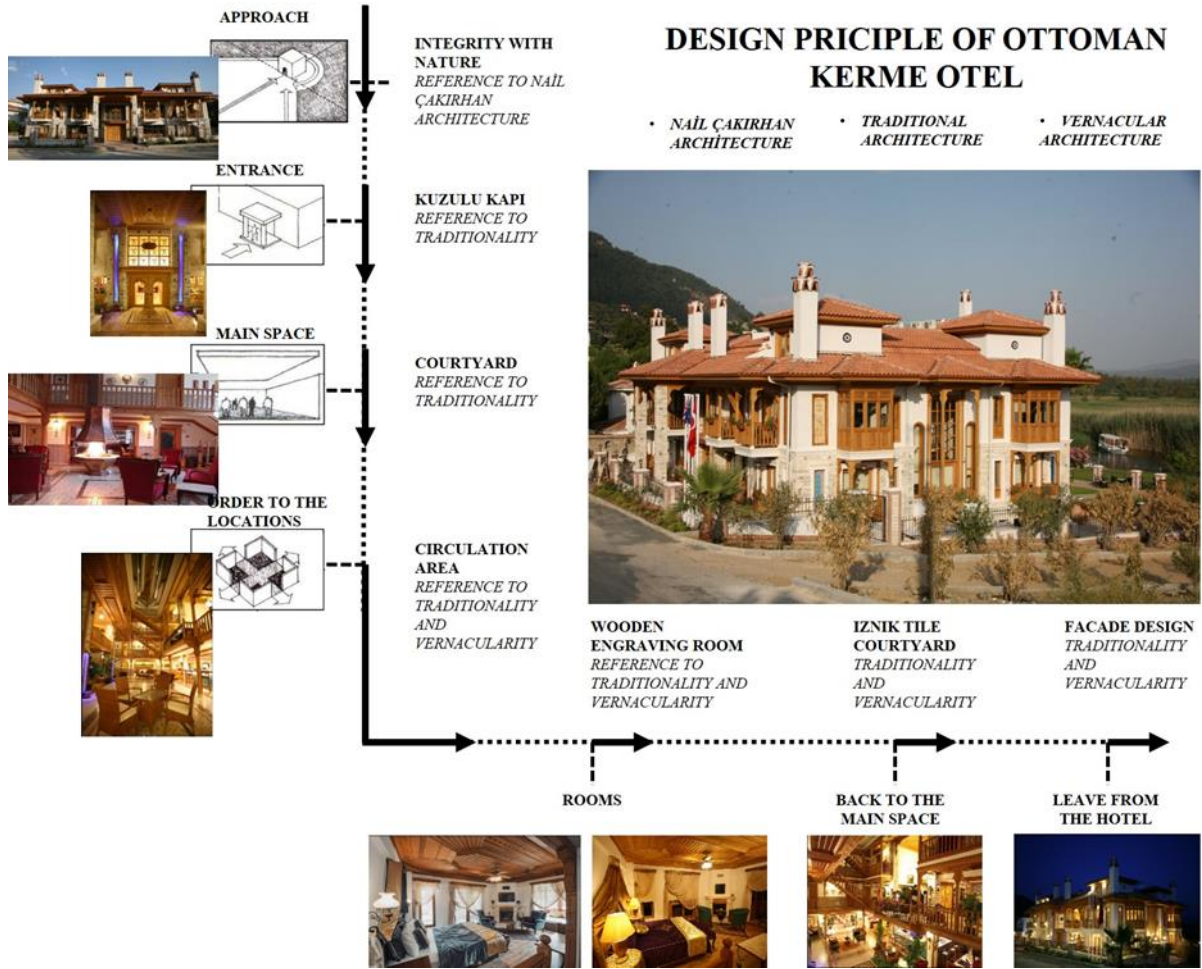 DESIGN PRICIPLE OF OTTOMAN
KERME OTEL
• NAİL ÇAKIRHAN
ARCHİTECTURE
• TRADITIONAL
ARCHITECTURE
• VERNACULAR
ARCHITECTURE
APPROACH
INTEGRITY WITH
NATURE
REFERENCE TO NAİL
ÇAKIRHAN
ARCHITECTURE
ENTRANCE
KUZULU KAPI
REFERENCE TO
TRADITIONALITY
MAIN SPACE
COURTYARD
REFERENCE TO
TRADITIONALITY
ORDER TO THE
LOCATIONS
CIRCULATION
AREA
REFERENCE TO
TRADITIONALITY
AND
VERNACULARITY
WOODEN
ENGRAVING ROOM
REFERENCE TO
TRADITIONALITY AND
VERNACULARITY
IZNIK TILE
COURTYARD
TRADITIONALITY
AND
VERNACULARITY
FACADE DESIGN
TRADITIONALITY
AND
VERNACULARITY
ROOMS
BACK TO THE
MAIN SPACE
LEAVE FROM
THE HOTEL